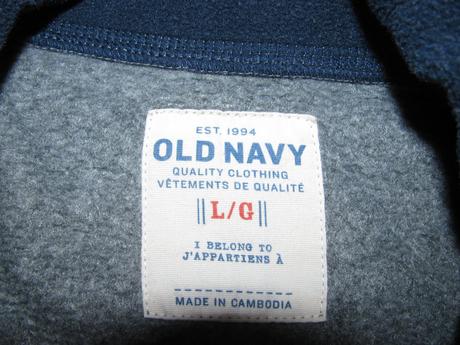 EST. 1994
OLD NAVY
QUALITY CLOTHING
VÊTEMENTS DE QUALITÉ
L/G
I BELONG TO
J'APPARTIENS À
MADE IN CAMBODIA